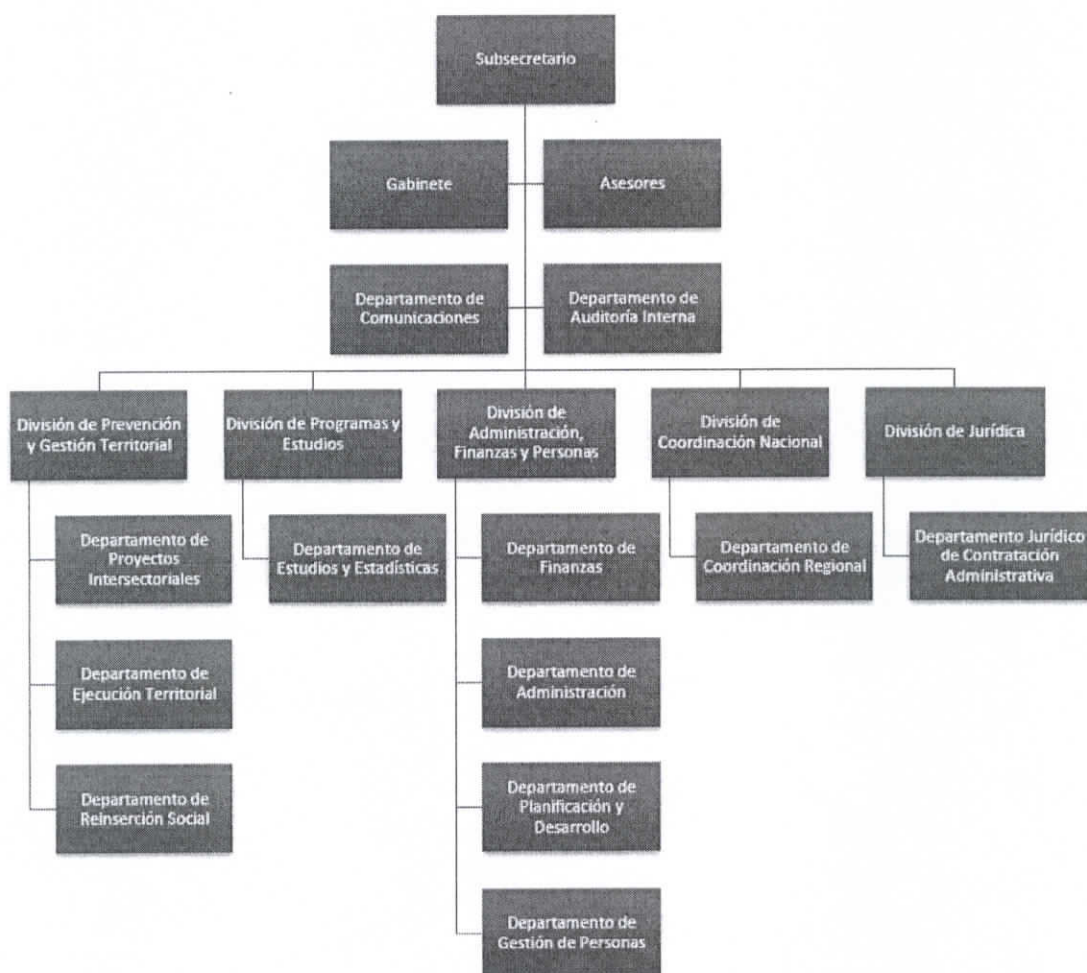 Subsecretario
Gabinete
Asesores
Departamento de
Comunicaciones
Departamento de
Auditoría Interna
División de Prevención
y Gestión Territorial
División de Programas y
Estudios
División de
Administración,
Finanzas y Personas
División de
Coordinación Nacional
División de Jurídica
Departamento de
Proyectos
Intersectoriales
Departamento de
Estudios y Estadísticas
Departamento de
Finanzas
Departamento de
Coordinación Regional
Departamento Jurídico
de Contratación
Administrativa
Departamento de
Ejecución Territorial
Departamento de
Administración
Departamento de
Reinserción Social
Departamento de
Planificación y
Desarrollo
Departamento de
Gestión de Personas